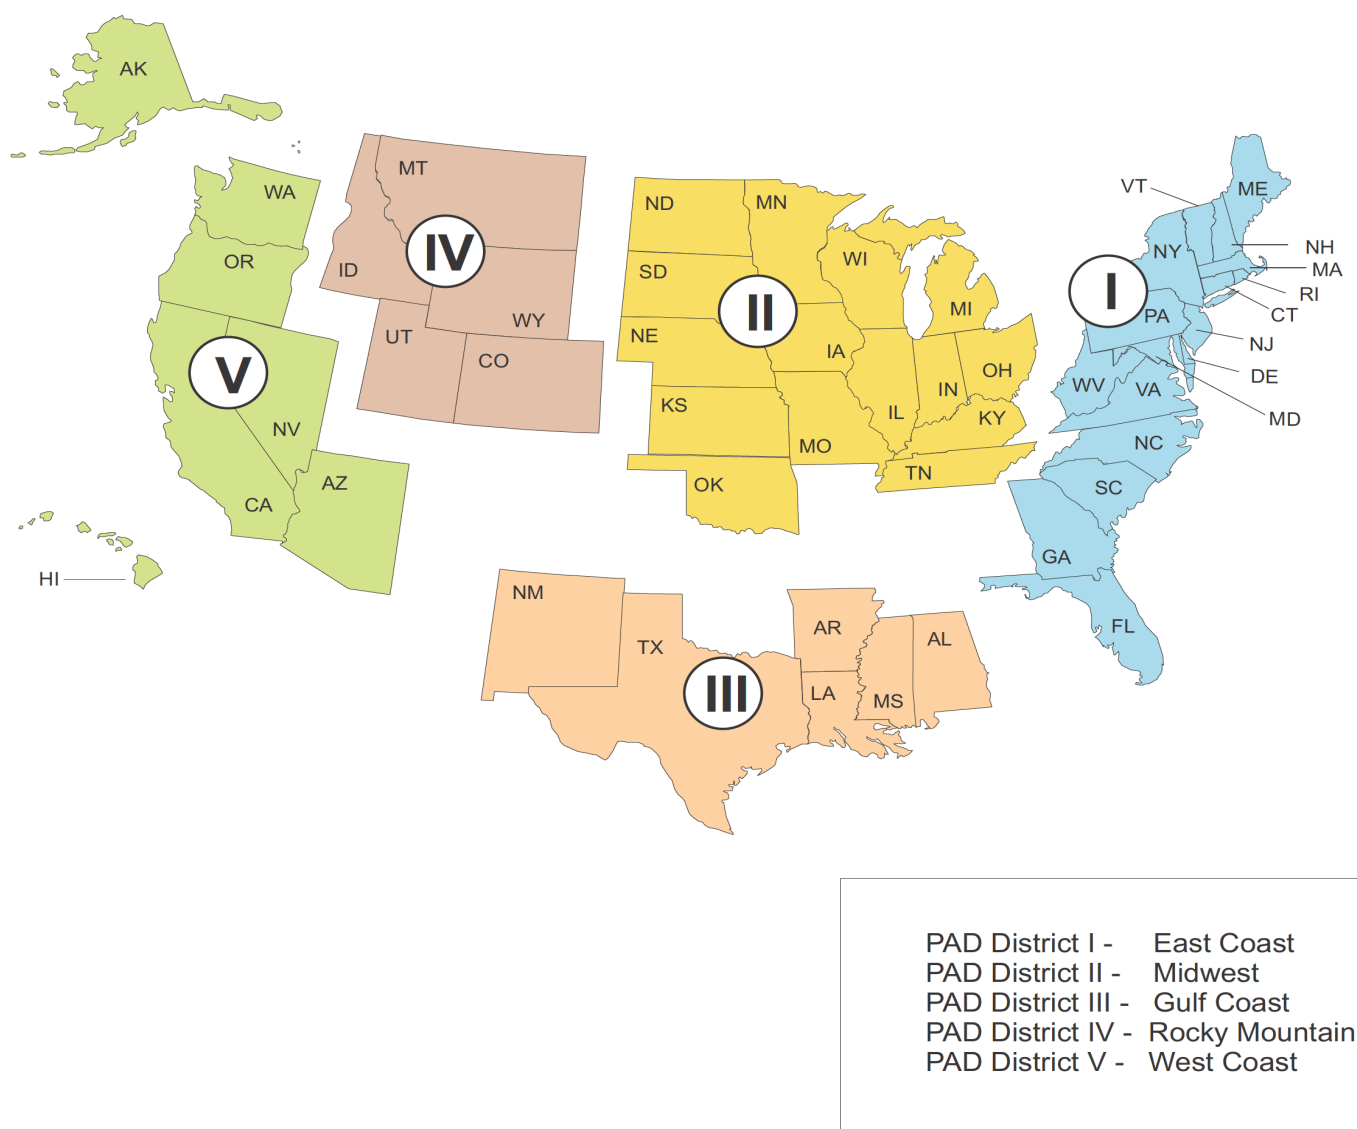 AK
WA
OR
V
NV
CA
AZ
HI
MT
IV
ID
WY
UT
CO
ND
MN
SD
WI
II
MI
NE
IA
OH
IN
IL
KS
KY
MO
TN
OK
NM
TX
AR
AL
III
LA
MS
VT
ME
NY
NH
MA
I
RI
PA
CT
NJ
DE
WV
VA
MD
NC
SC
GA
FL
PAD District I - East Coast
PAD District II - Midwest
PAD District III - Gulf Coast
PAD District IV - Rocky Mountain
PAD District V - West Coast